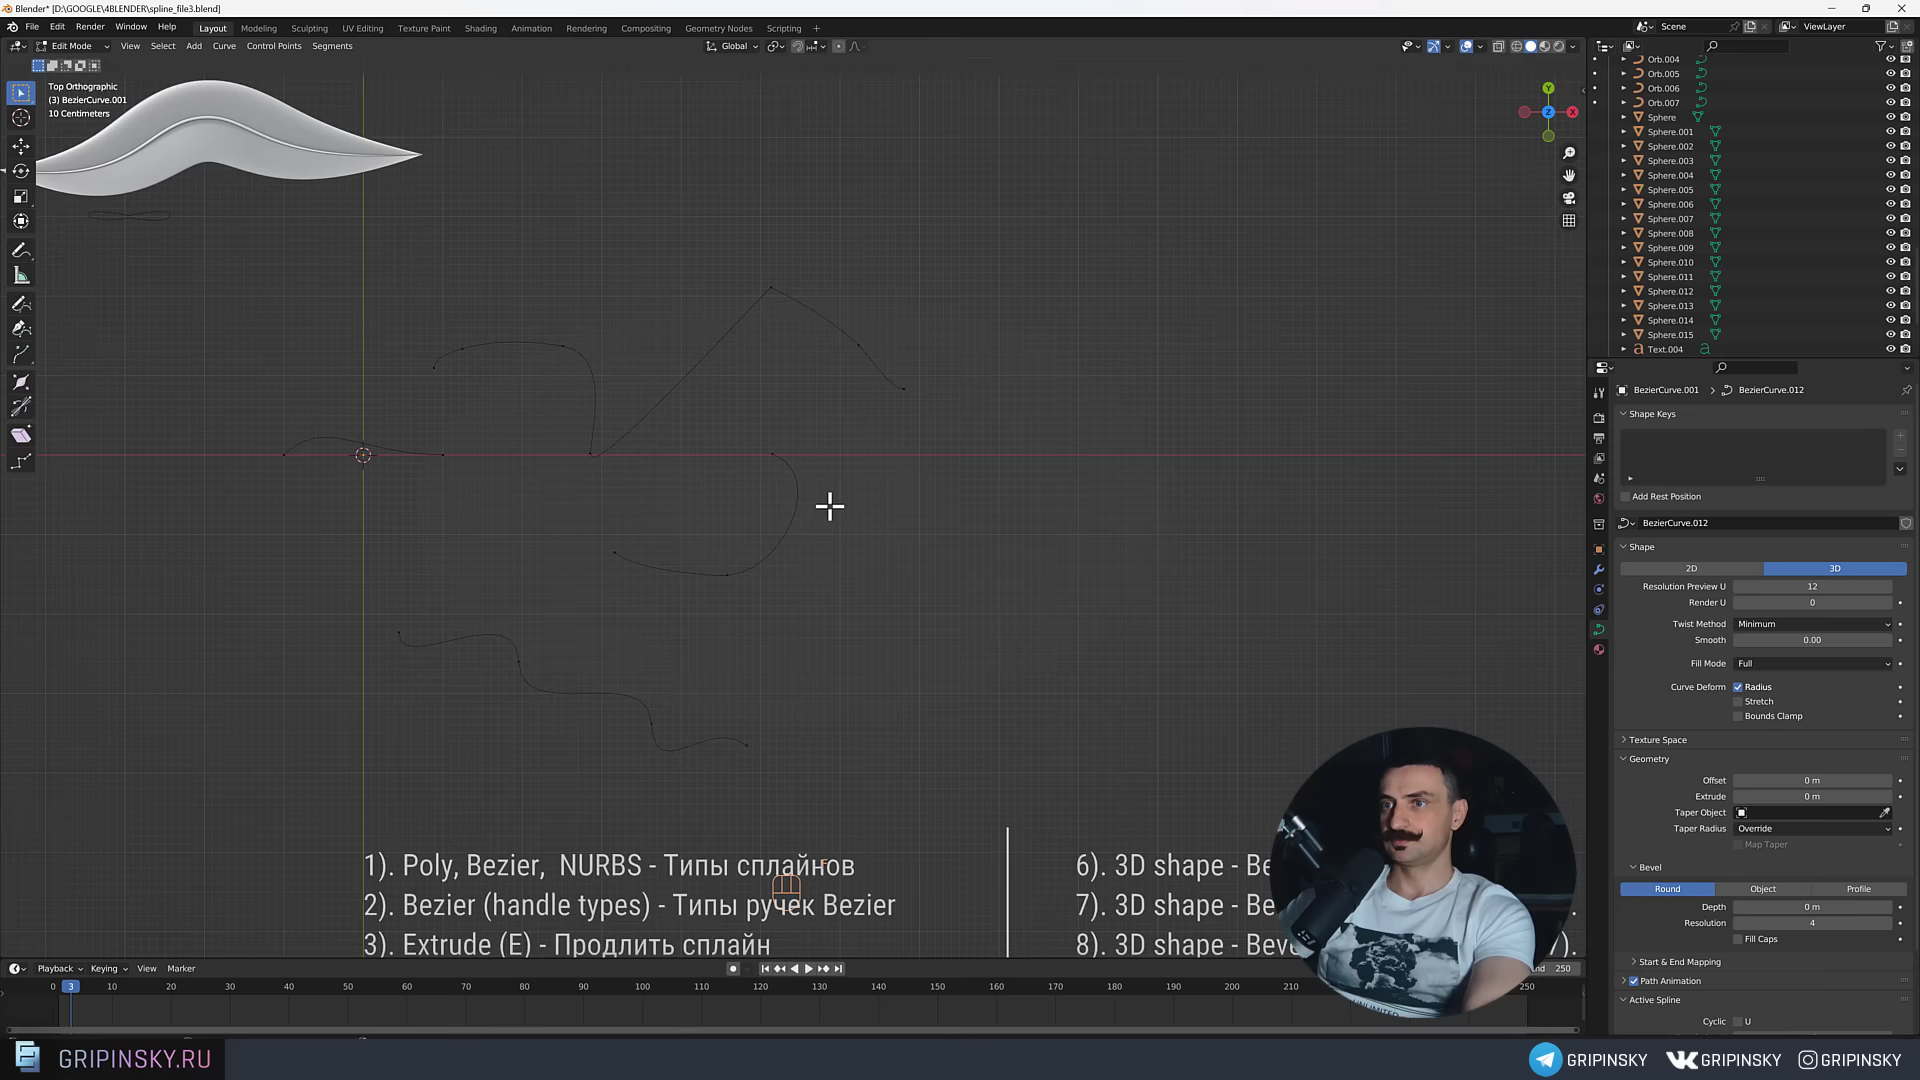 Blender* [D:\GOOGLE\4BLENDER\spline_file3.blend]
File Edit Render Window Help
Layout Modeling Sculpting UV Editing Texture Paint Shading Animation Rendering Compositing Geometry Nodes Scripting
Scene ViewLayer
Edit Mode View Select Add Curve Control Points Segments
Global
Top Orthographic
(3) BezierCurve.001
10 Centimeters
Y
Z
X
Orb.004
Orb.005
Orb.006
Orb.007
Sphere
Sphere.001
Sphere.002
Sphere.003
Sphere.004
Sphere.005
Sphere.006
Sphere.007
Sphere.008
Sphere.009
Sphere.010
Sphere.011
Sphere.012
Sphere.013
Sphere.014
Sphere.015
Text.004
BezierCurve.001 > BezierCurve.012
Shape Keys
Add Rest Position
BezierCurve.012
Shape
2D 3D
Resolution Preview U 12
Render U 0
Twist Method Minimum
Smooth 0.00
Fill Mode Full
Curve Deform Radius
Stretch
Bounds Clamp
Texture Space
Geometry
Offset 0 m
Extrude 0 m
Taper Object
Taper Radius Override
Map Taper
Bevel
Round Object Profile
Depth 0 m
Resolution 4
Fill Caps
Start & End Mapping
Path Animation
Active Spline
Cyclic U
1). Poly, Bezier, NURBS - Типы сплайнов
2). Bezier (handle types) - Типы ручек Bezier
3). Extrude (E) - Продлить сплайн
6). 3D shape - Be
7). 3D shape - Be
8). 3D shape - Beve
Playback Keying View Marker
nd 250
0 3 10 20 30 40 50 60 70 80 90 100 110 120 130 140 150 160 170 180 190 200 210 250
GRIPINSKY.RU
GRIPINSKY GRIPINSKY GRIPINSKY